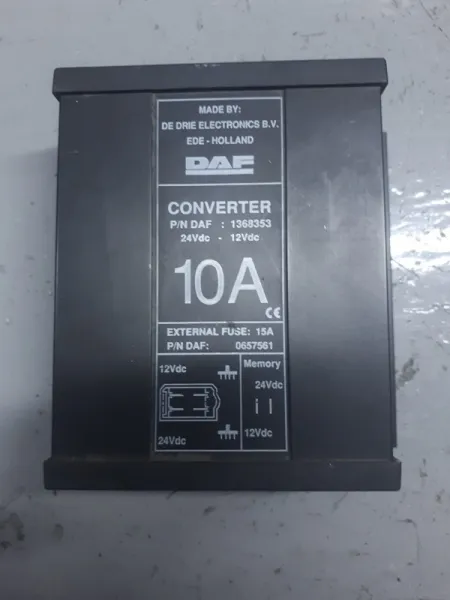 MADE BY:
DE DRIE ELECTRONICS B.V.
EDE - HOLLAND
DAF
CONVERTER
P/N DAF : 1368353
24Vdc - 12Vdc
10A
CE
EXTERNAL FUSE: 15A
P/N DAF: 0657561
12Vdc
24Vdc
Memory
24Vdc
12Vdc